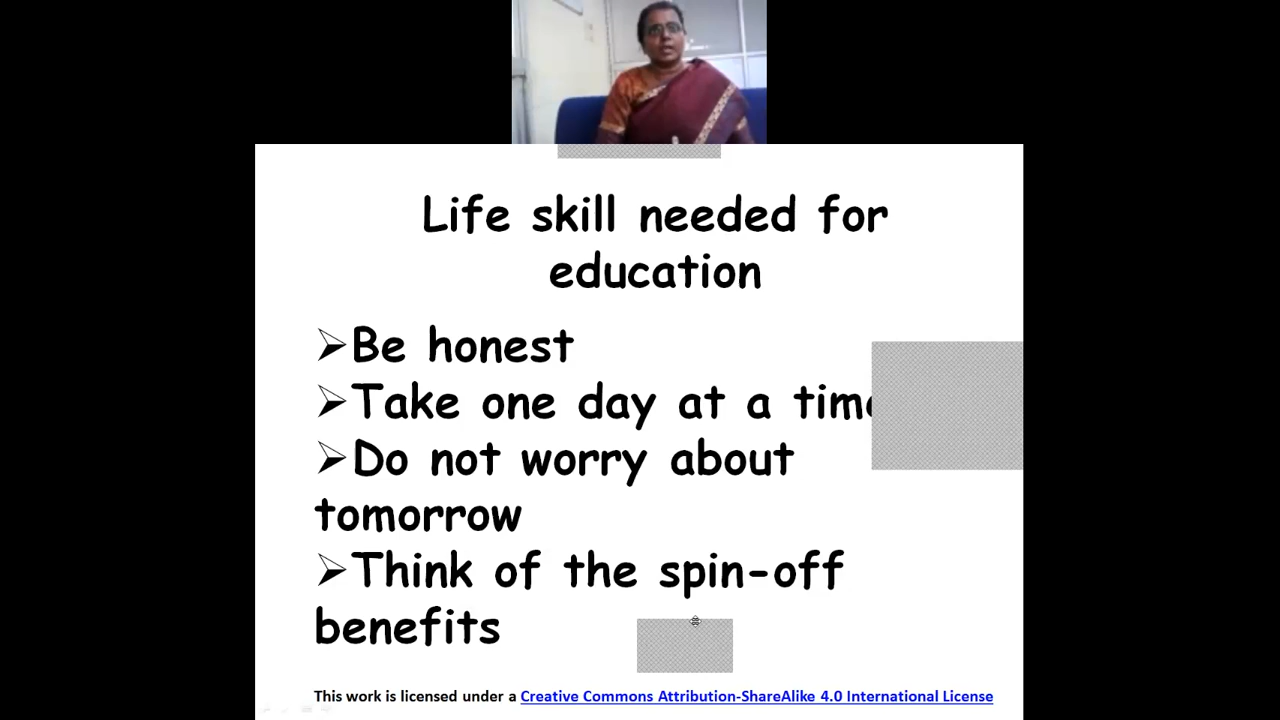 Life skill needed for
education
➢Be honest
➢Take one day at a time
➢Do not worry about
tomorrow
➢Think of the spin-off
benefits
This work is licensed under a Creative Commons Attribution-ShareAlike 4.0 International License